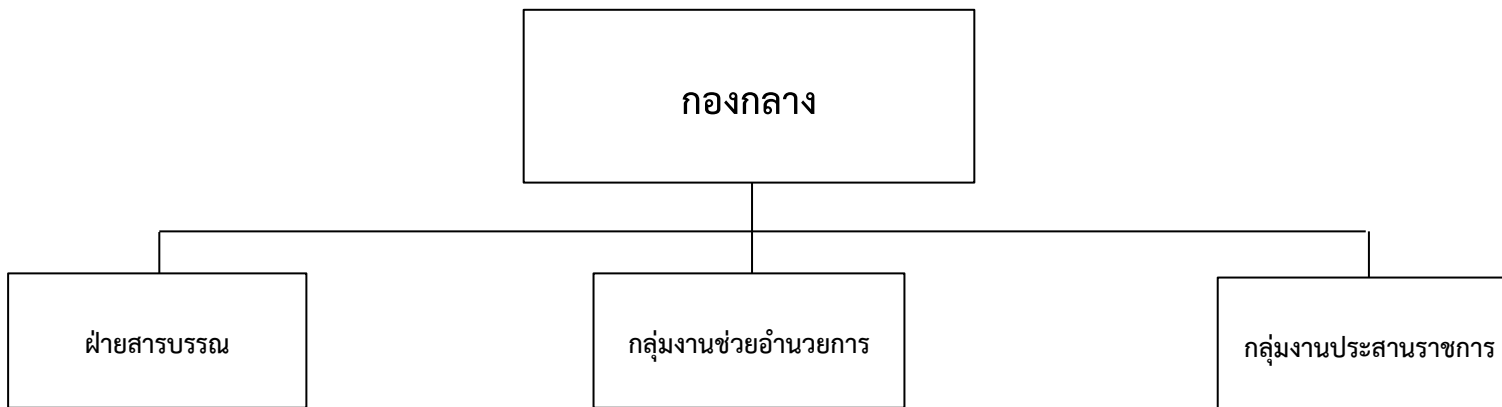 กองกลาง
ฝ่ายสารบรรณ
กลุ่มงานช่วยอำนวยการ
กลุ่มงานประสานราชการ